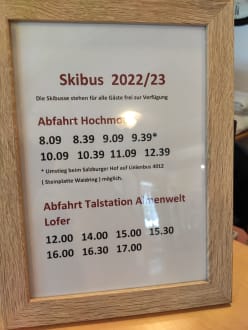 Skibus 2022/23
Die Skibusse stehen für alle Gäste frei zur Verfügung
Abfahrt Hochmoos
8.09 8.39 9.09 9.39*
10.09 10.39 11.09 12.39
* Umstieg beim Salzburger Hof auf Linienbus 4012
( Steinplatte Waidring ) möglich.
Abfahrt Talstation Almenwelt
Lofer
12.00 14.00 15.00 15.30
16.00 16.30 17.00